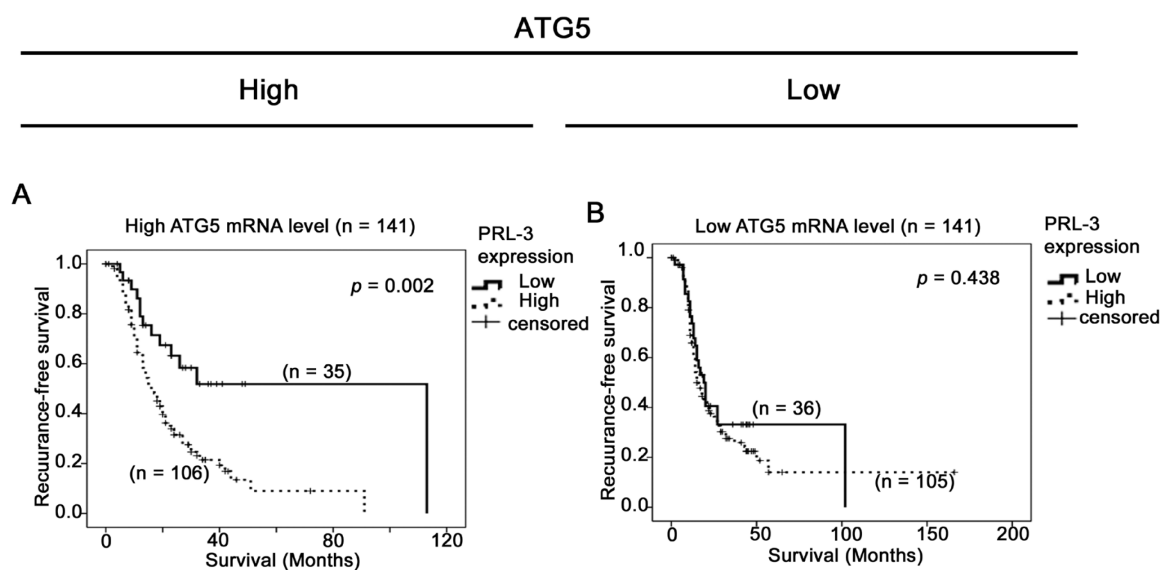 ATG5
High
Low
A
High ATG5 mRNA level (n = 141)
PRL-3
expression
Low
High
censored
p = 0.002
(n = 35)
(n = 106)
Recuurance-free survival
1.0
0.8
0.6
0.4
0.2
0.0
0
40
80
120
Survival (Months)
B
Low ATG5 mRNA level (n = 141)
PRL-3
expression
Low
High
censored
p = 0.438
(n = 36)
(n = 105)
Recuurance-free survival
1.0
0.8
0.6
0.4
0.2
0.0
0
50
100
150
200
Survival (Months)